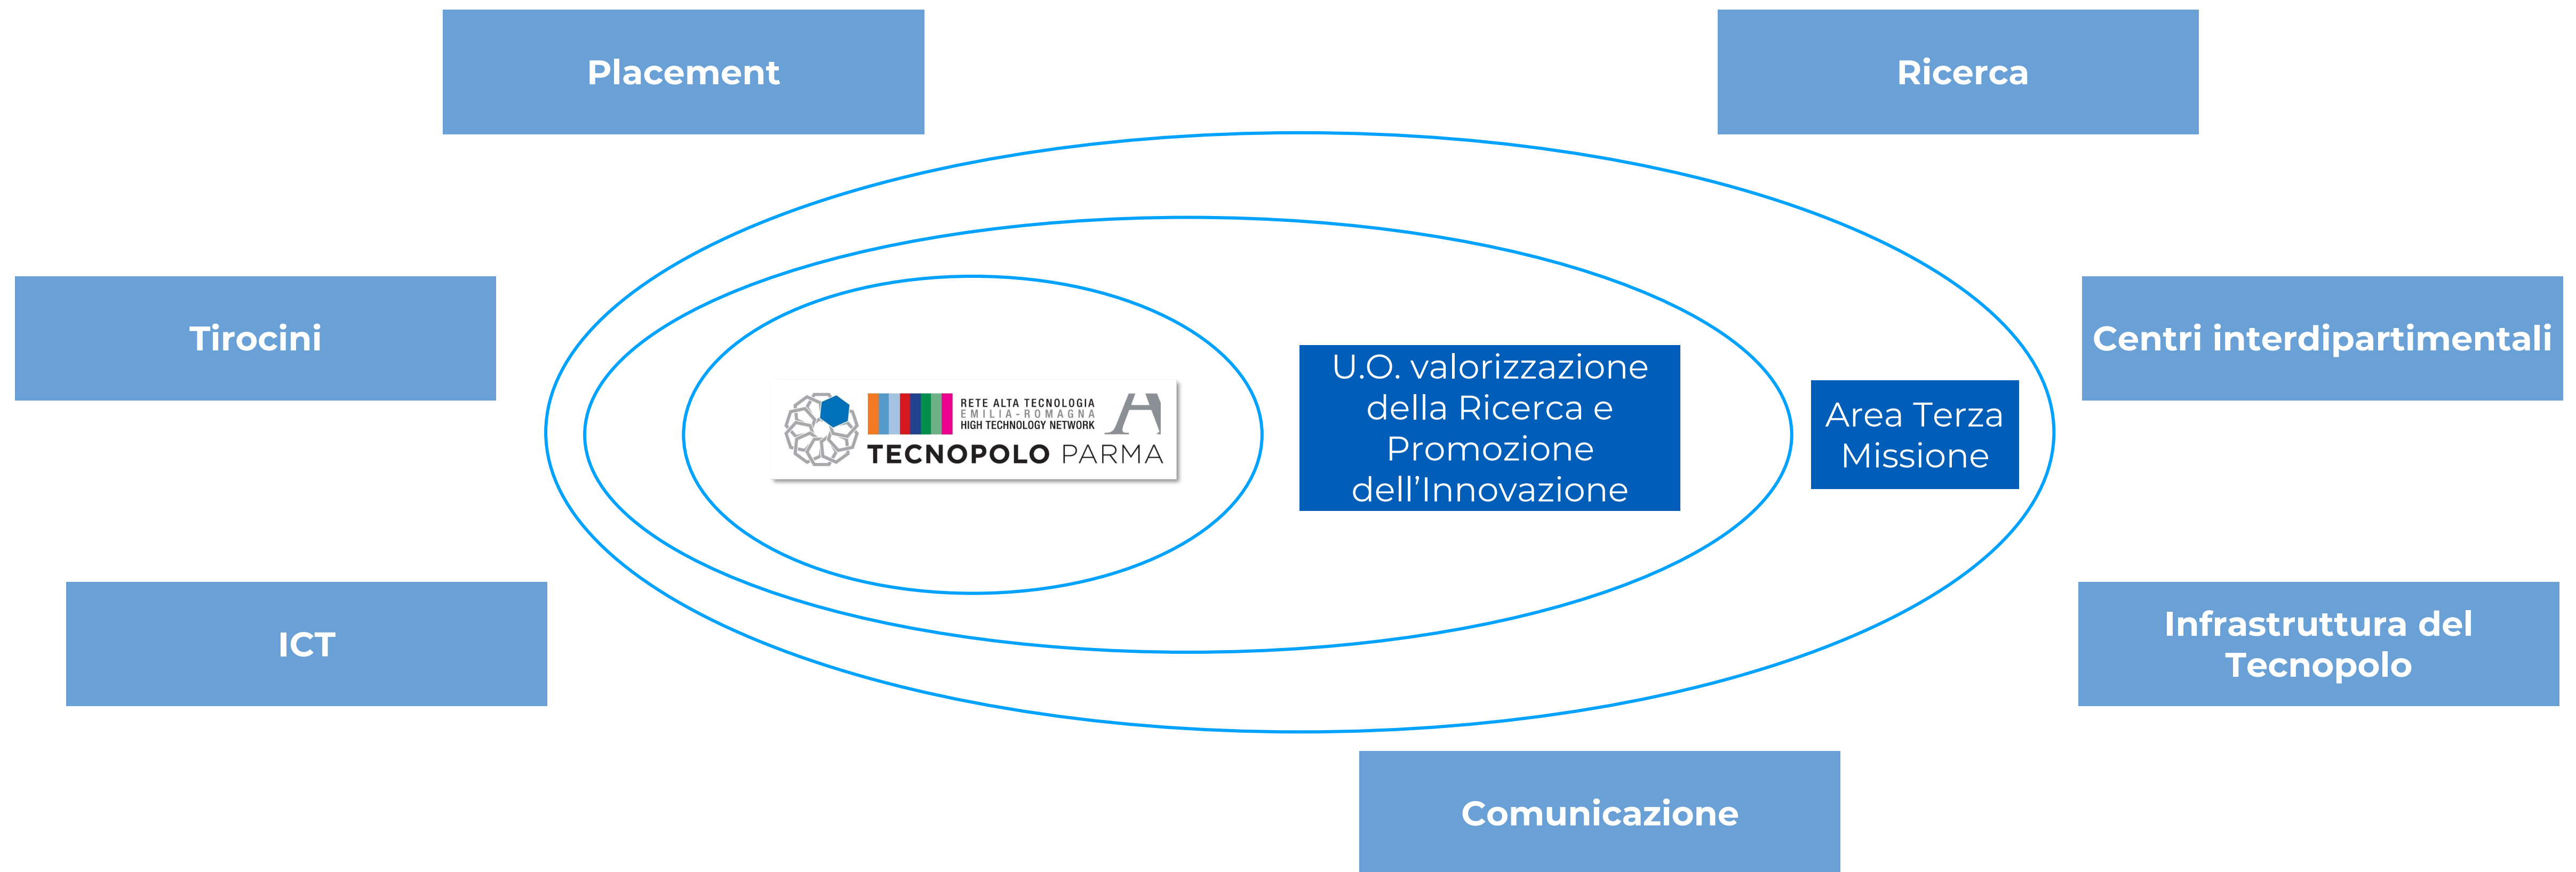 Placement
Ricerca
Tirocini
Centri interdipartimentali
RETE ALTA TECNOLOGIA
EMILIA-ROMAGNA
HIGH TECHNOLOGY NETWORK
TECNOPOLO PARMA
U.O. valorizzazione
della Ricerca e
Promozione
dell’Innovazione
Area Terza
Missione
ICT
Infrastruttura del
Tecnopolo
Comunicazione